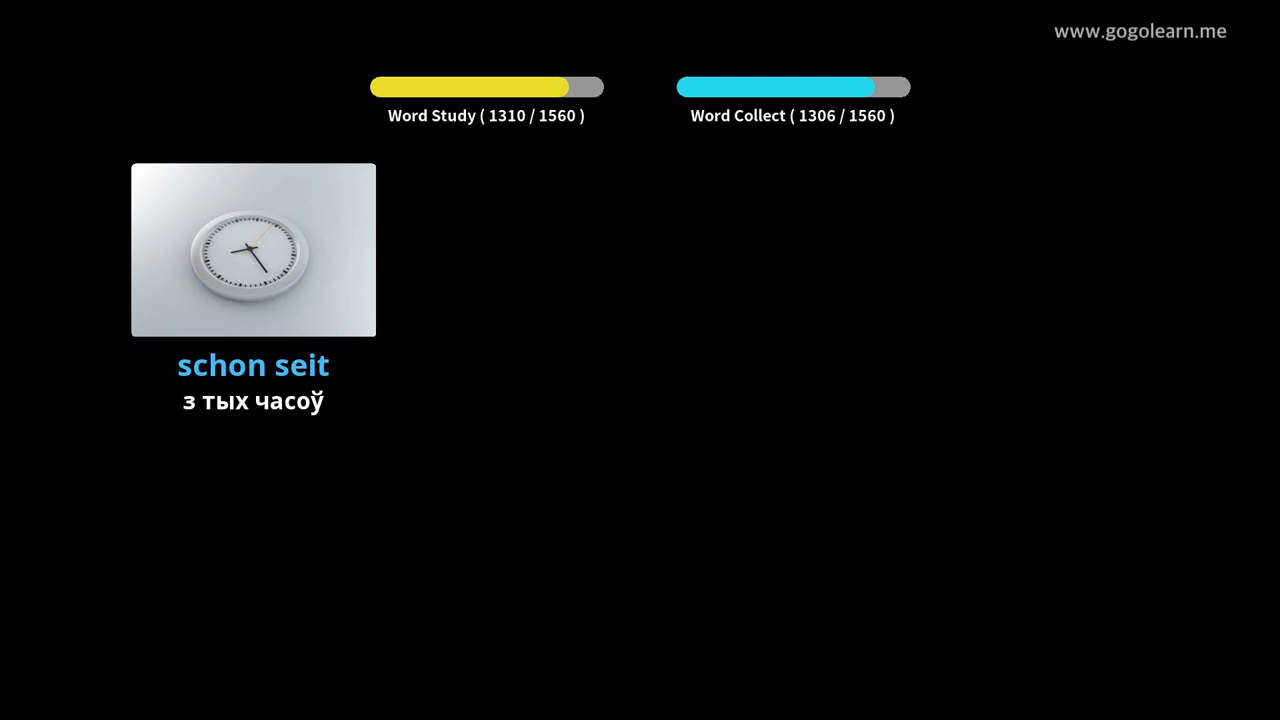 www.gogolearn.me
Word Study ( 1310 / 1560 )
Word Collect ( 1306 / 1560 )
schon seit
з тых часоў